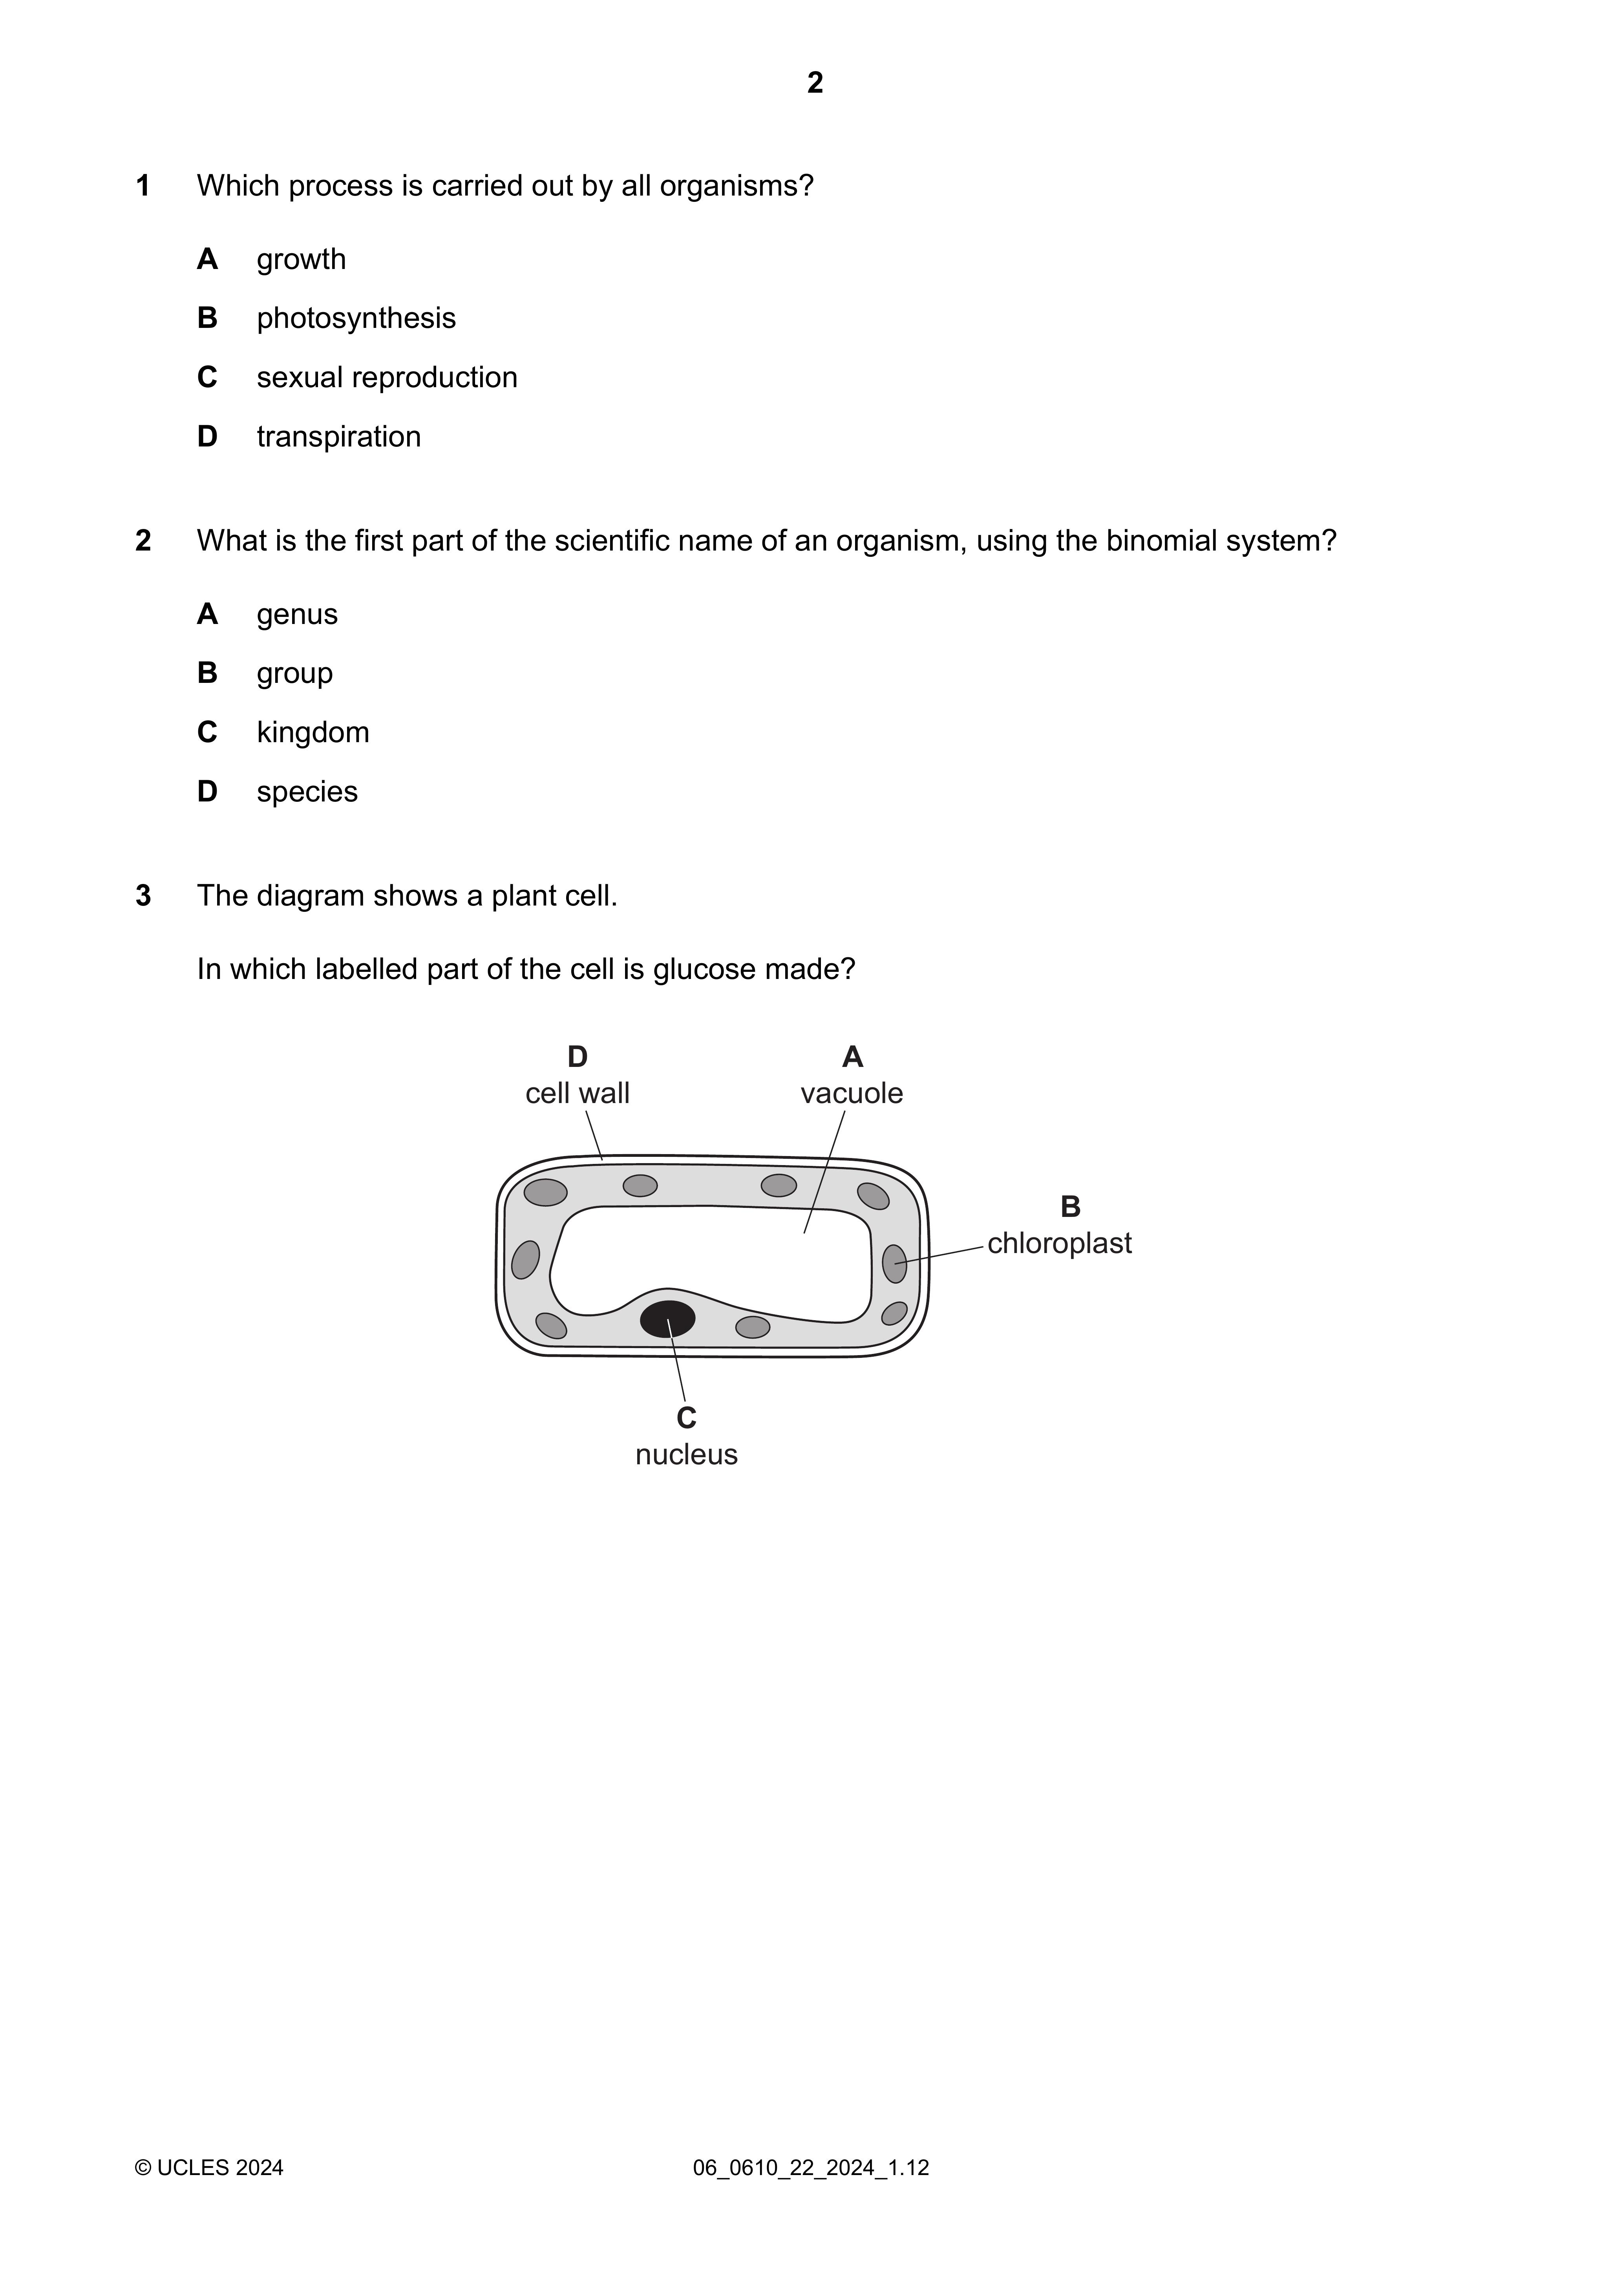 2
1 Which process is carried out by all organisms?
A growth
B photosynthesis
C sexual reproduction
D transpiration
2 What is the first part of the scientific name of an organism, using the binomial system?
A genus
B group
C kingdom
D species
3 The diagram shows a plant cell.
In which labelled part of the cell is glucose made?
D
cell wall
A
vacuole
B
chloroplast
C
nucleus
© UCLES 2024 06_0610_22_2024_1.12